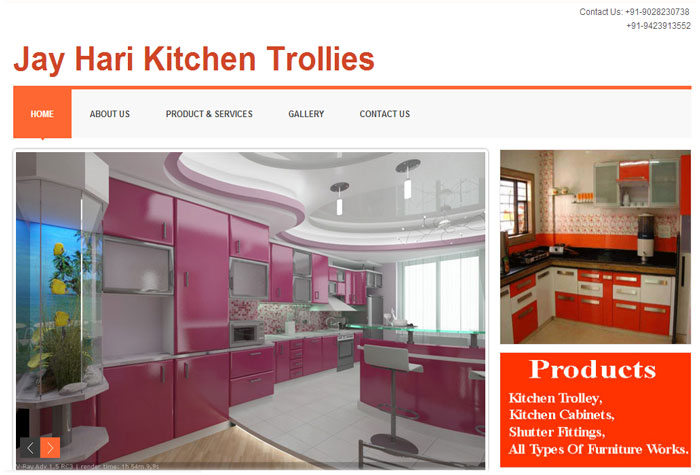 Contact Us: +91-9028230738
+91-9423913552
Jay Hari Kitchen Trollies
HOME
ABOUT US
PRODUCT & SERVICES
GALLERY
CONTACT US
V-Ray Adv 1.5 RC3 | render time: 1h 54m 9.9s
Products
Kitchen Trolley,
Kitchen Cabinets,
Shutter Fittings,
All Types Of Furniture Works.